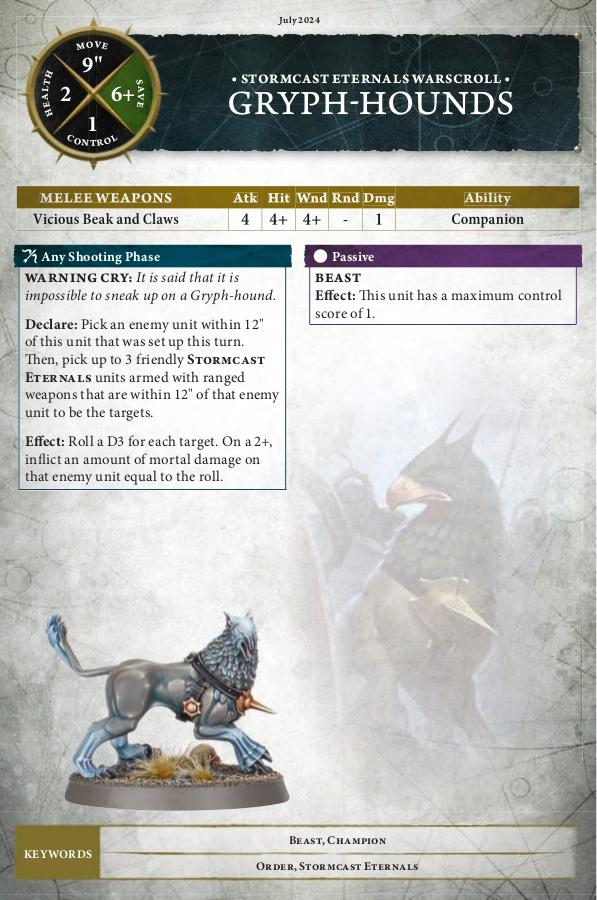 July 2024
MOVE
9"
HEALTH
2
6+
SAVE
1
CONTROL
• STORMCAST ETERNALS WARSCROLL •
GRYPH-HOUNDS
MELEE WEAPONS Atk Hit Wnd Rnd Dmg Ability
Vicious Beak and Claws 4 4+ 4+ - 1 Companion
Any Shooting Phase
WARNING CRY: It is said that it is
impossible to sneak up on a Gryph-hound.
Declare: Pick an enemy unit within 12"
of this unit that was set up this turn.
Then, pick up to 3 friendly STORMCAST
ETERNALS units armed with ranged
weapons that are within 12" of that enemy
unit to be the targets.
Effect: Roll a D3 for each target. On a 2+,
inflict an amount of mortal damage on
that enemy unit equal to the roll.
Passive
BEAST
Effect: This unit has a maximum control
score of 1.
KEYWORDS
BEAST, CHAMPION
ORDER, STORMCAST ETERNALS